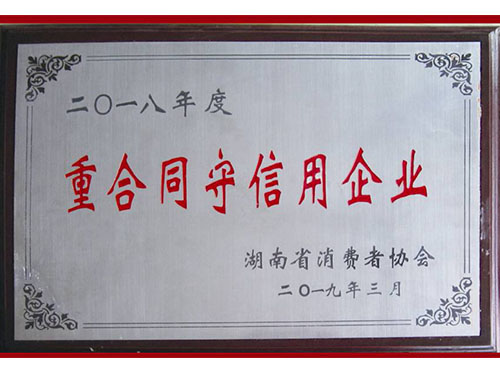 二〇一八年度
重合同守信用企业
湖南省消费者协会
二〇一九年三月